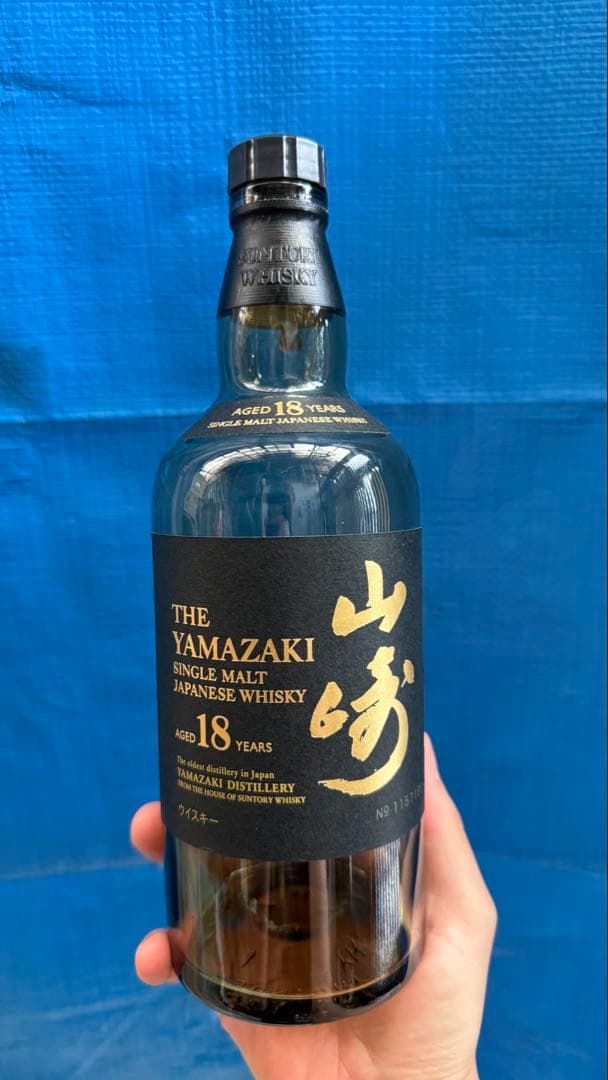 SUNTORY
WHISKY
AGED 18 YEARS
SINGLE MALT JAPANESE WHISKY
山崎
THE
YAMAZAKI
SINGLE MALT
JAPANESE WHISKY
AGED 18 YEARS
The oldest distillery in Japan
YAMAZAKI DISTILLERY
FROM THE HOUSE OF SUNTORY WHISKY
ウイスキー